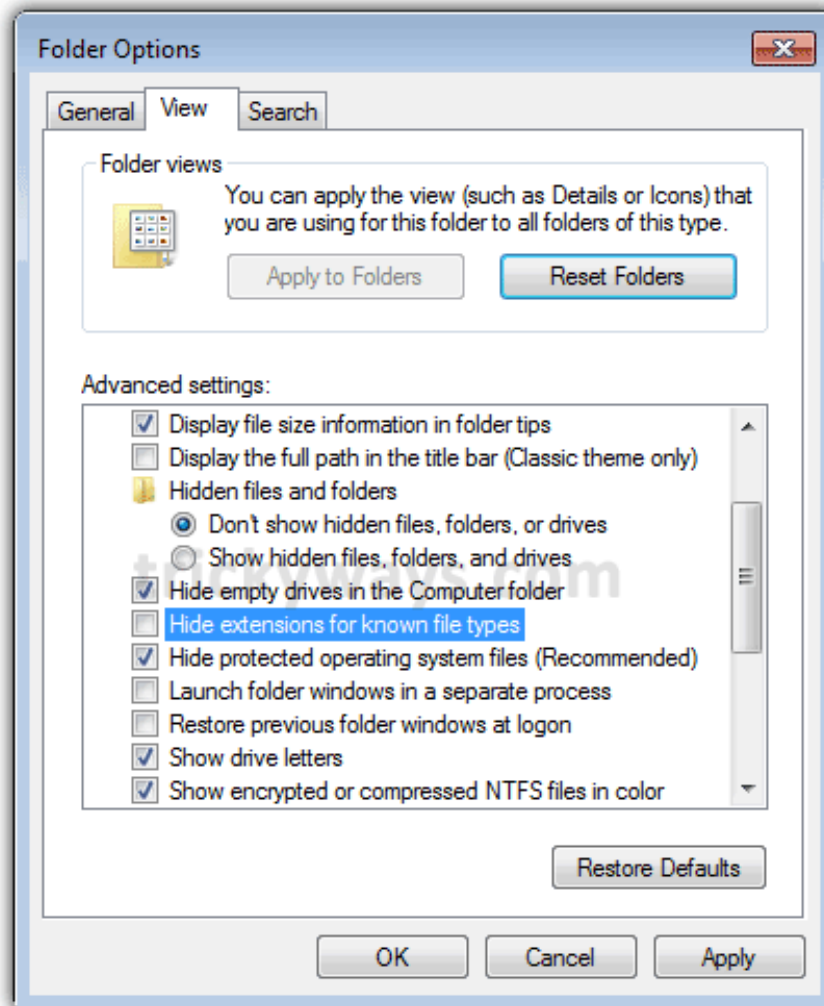 Folder Options
General
View
Search
Folder views
You can apply the view (such as Details or Icons) that
you are using for this folder to all folders of this type.
Apply to Folders
Reset Folders
Advanced settings:
Display file size information in folder tips
Display the full path in the title bar (Classic theme only)
Hidden files and folders
Don't show hidden files, folders, or drives
Show hidden files, folders, and drives
trickyways.com
Hide empty drives in the Computer folder
Hide extensions for known file types
Hide protected operating system files (Recommended)
Launch folder windows in a separate process
Restore previous folder windows at logon
Show drive letters
Show encrypted or compressed NTFS files in color
Restore Defaults
OK
Cancel
Apply